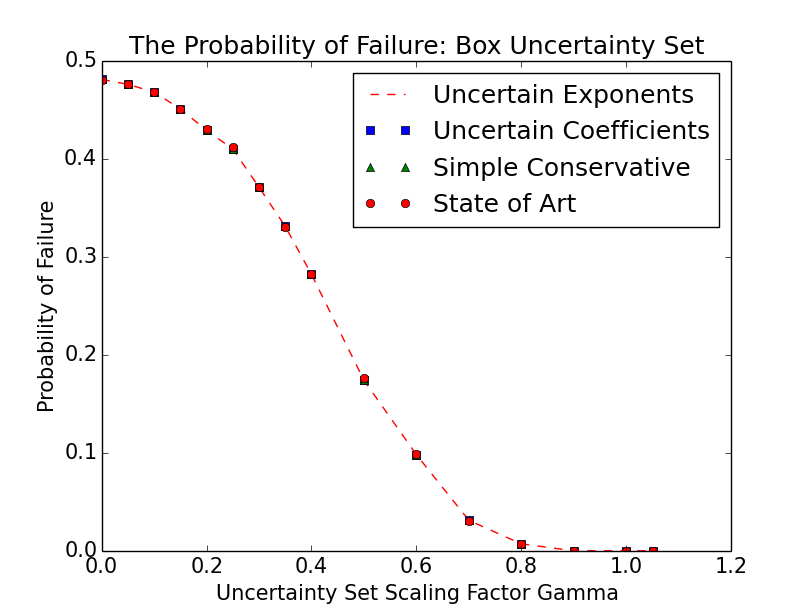 The Probability of Failure: Box Uncertainty Set
0.5
0.4
0.3
0.2
0.1
0.0
Probability of Failure
Uncertain Exponents
Uncertain Coefficients
Simple Conservative
State of Art
0.0 0.2 0.4 0.6 0.8 1.0 1.2
Uncertainty Set Scaling Factor Gamma